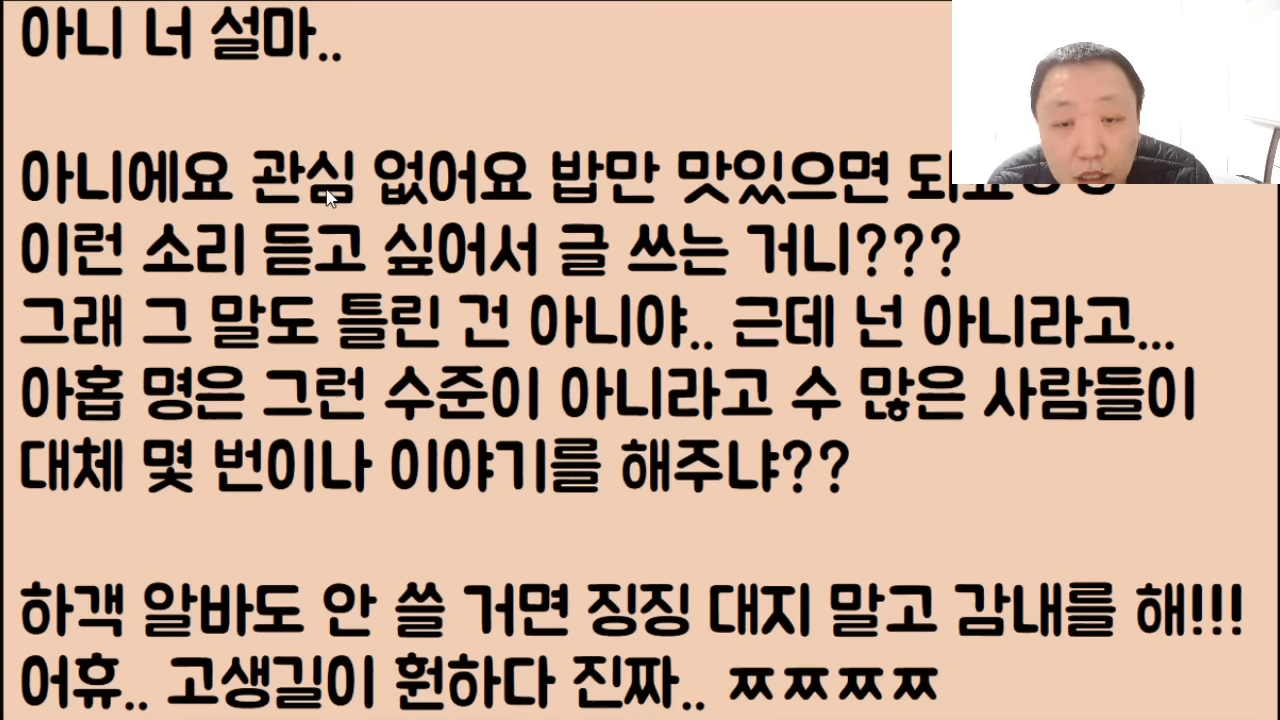 아니 너 설마..
아니에요 관심 없어요 밥만 맛있으면
이런 소리 듣고 싶어서 글 쓰는 거니???
그래 그 말도 틀린 건 아니야.. 근데 넌 아니라고...
아홉 명은 그런 수준이 아니라고 수 많은 사람들이
대체 몇 번이나 이야기를 해주냐??
하객 알바도 안 쓸 거면 징징 대지 말고 감내를 해!!!
어휴.. 고생길이 훤하다 진짜.. ㅉㅉㅉㅉ